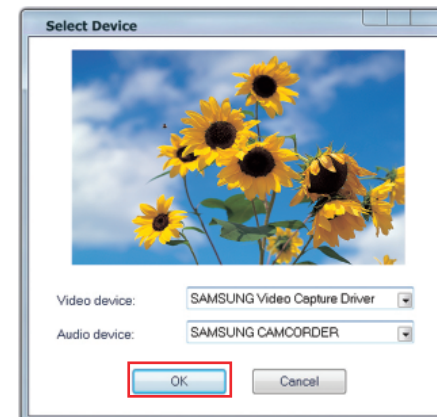 Select Device
Video device: SAMSUNG Video Capture Driver
Audio device: SAMSUNG CAMCORDER
OK Cancel